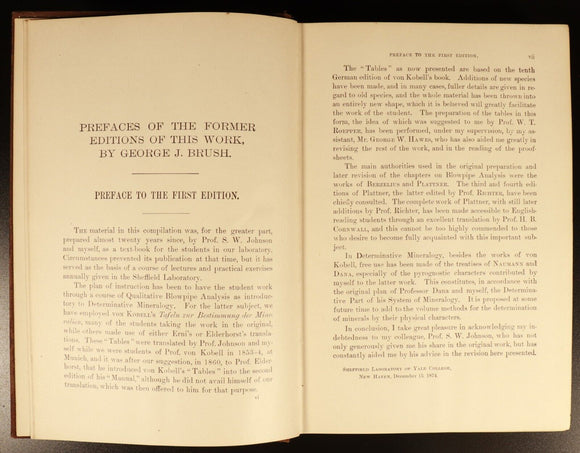 PREFACES OF THE FORMER
EDITIONS OF THIS WORK,
BY GEORGE J. BRUSH.
PREFACE TO THE FIRST EDITION.
THE material in this compilation was, for the greater part,
prepared almost twenty years since, by Prof. S. W. Johnson
and myself, as a text-book for the students in our laboratory.
Circumstances prevented its publication at that time, but it has
served as the basis of a course of lectures and practical exercises
annually given in the Sheffield Laboratory.
The plan of instruction has been to have the student work
through a course of Qualitative Blowpipe Analysis as introduc-
tory to Determinative Mineralogy. For the latter subject, we
have employed VON KOBELL's Tafeln zur Bestimmung der Mine-
ralien, many of the students taking the work in the original,
while others made use of either Erni's or Elderhorst's transla-
tions. These "Tables" were translated by Prof. Johnson and my-
self while we were students of Prof. von Kobell in 1853-4, at
Munich, and it was after our suggestion, in 1860, to Prof. Elder-
horst, that he introduced von Kobell's "Tables" into the second
edition of his "Manual," although he did not avail himself of our
translation, which was then offered to him for that purpose.
vi
PREFACE TO THE FIRST EDITION.
vii
The "Tables" as now presented are based on the tenth
German edition of von Kobell's book. Additions of new species
have been made, and in many cases, fuller details are given in re-
gard to old species, and the whole material has been thrown into
an entirely new shape, which it is believed will greatly facilitate
the work of the student. The preparation of the tables in this
form, the idea of which was suggested to me by Prof. W. T.
ROEPPER, has been performed, under my supervision, by my as-
sistant, Mr. GEORGE W. HAWES, who has also aided me greatly in
revising the rest of the work, and in the reading of the proof-
sheets.
The main authorities used in the original preparation and
later revision of the chapters on Blowpipe Analysis were the
works of BERZELIUS and PLATTNER. The third and fourth edi-
tions of Plattner, the latter edited by Prof. RICHTER, have been
chiefly consulted. The complete work of Plattner, with still later
additions by Prof. Richter, has been made accessible to English-
reading students through an excellent translation by Prof. H. B.
CORNWALL, and this cannot be too highly commended to those
who desire to become fully acquainted with this important sub-
ject.
In Determinative Mineralogy, besides the works of von
Kobell, free use has been made of the treatises of NAUMANN and
DANA, especially of the pyrognostic characters contributed by
myself to the latter work. This constitutes, in accordance with
the original plan of Professor Dana and myself, the Determina-
tive Part of his System of Mineralogy. It is proposed at some
future time to add to the volume methods for the determination
of minerals by their physical characters.
In conclusion, I take great pleasure in acknowledging my in-
debtedness to my colleague, Prof. S. W. Johnson, who has not
only generously given me his share in the original work, but has
constantly aided me by his advice in the revision here presented.
SHEFFIELD LABORATORY OF YALE COLLEGE,
NEW HAVEN, December 15, 1874.